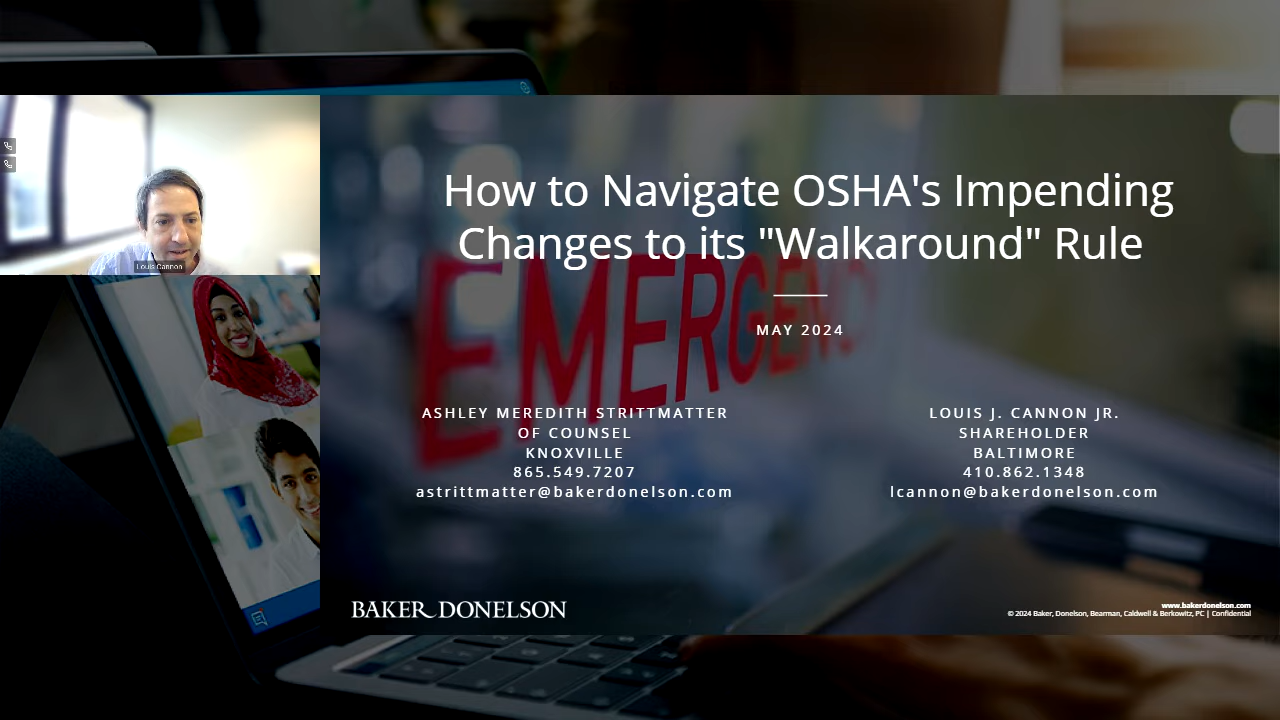 Louis Cannon
How to Navigate OSHA's Impending
Changes to its "Walkaround" Rule
EMERGENC
MAY 2024
ASHLEY MEREDITH STRITTMATTER
OF COUNSEL
KNOXVILLE
865.549.7207
astrittmatter@bakerdonelson.com
LOUIS J. CANNON JR.
SHAREHOLDER
BALTIMORE
410.862.1348
lcannon@bakerdonelson.com
BAKER DONELSON
www.bakerdonelson.com
© 2024 Baker, Donelson, Bearman, Caldwell & Berkowitz, PC | Confidential